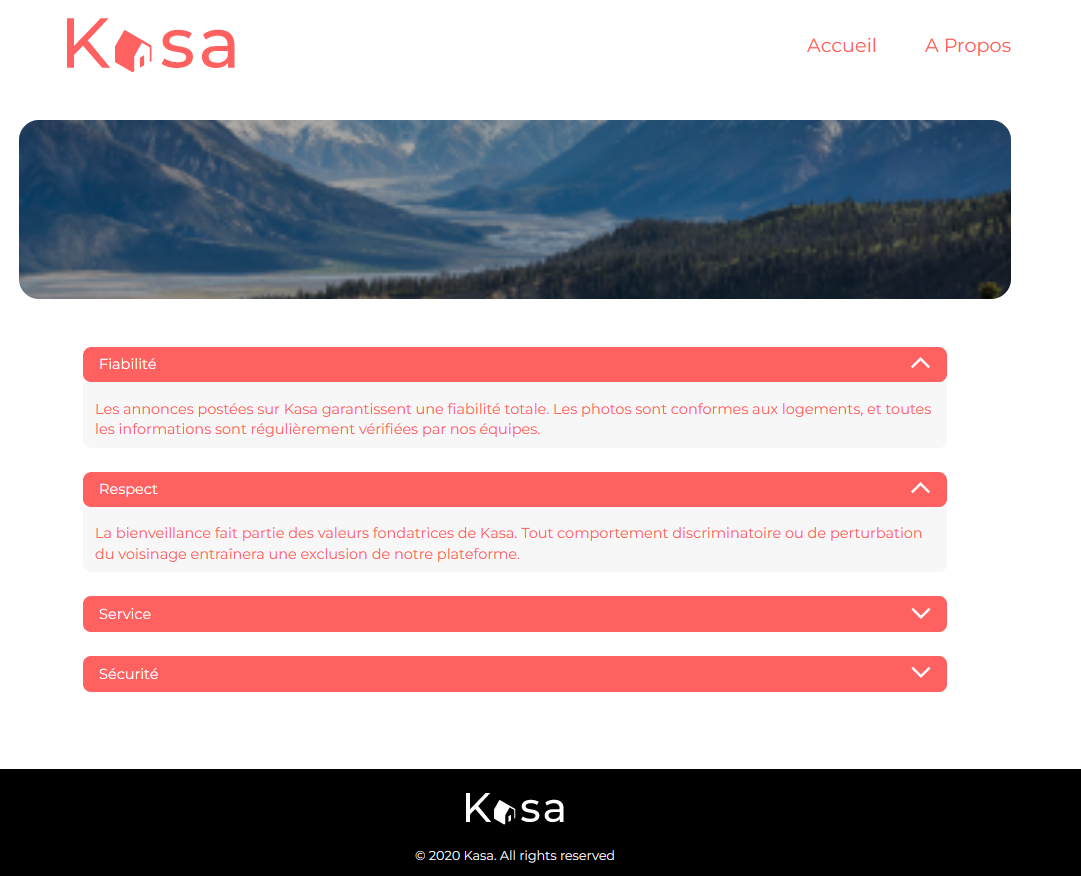 Kasa
Accueil
A Propos
Fiabilité
Les annonces postées sur Kasa garantissent une fiabilité totale. Les photos sont conformes aux logements, et toutes
les informations sont régulièrement vérifiées par nos équipes.
Respect
La bienveillance fait partie des valeurs fondatrices de Kasa. Tout comportement discriminatoire ou de perturbation
du voisinage entraînera une exclusion de notre plateforme.
Service
Sécurité
Kasa
© 2020 Kasa. All rights reserved